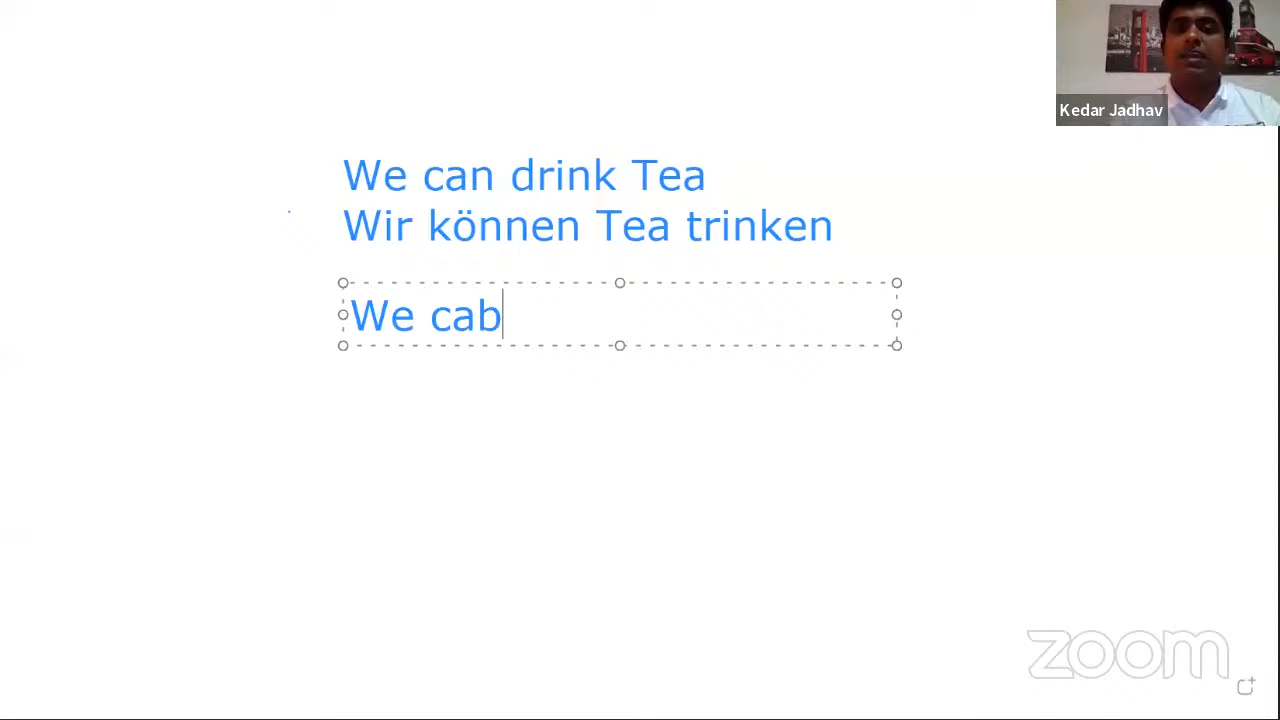 Kedar Jadhav
We can drink Tea
Wir können Tea trinken
We cab
zoom